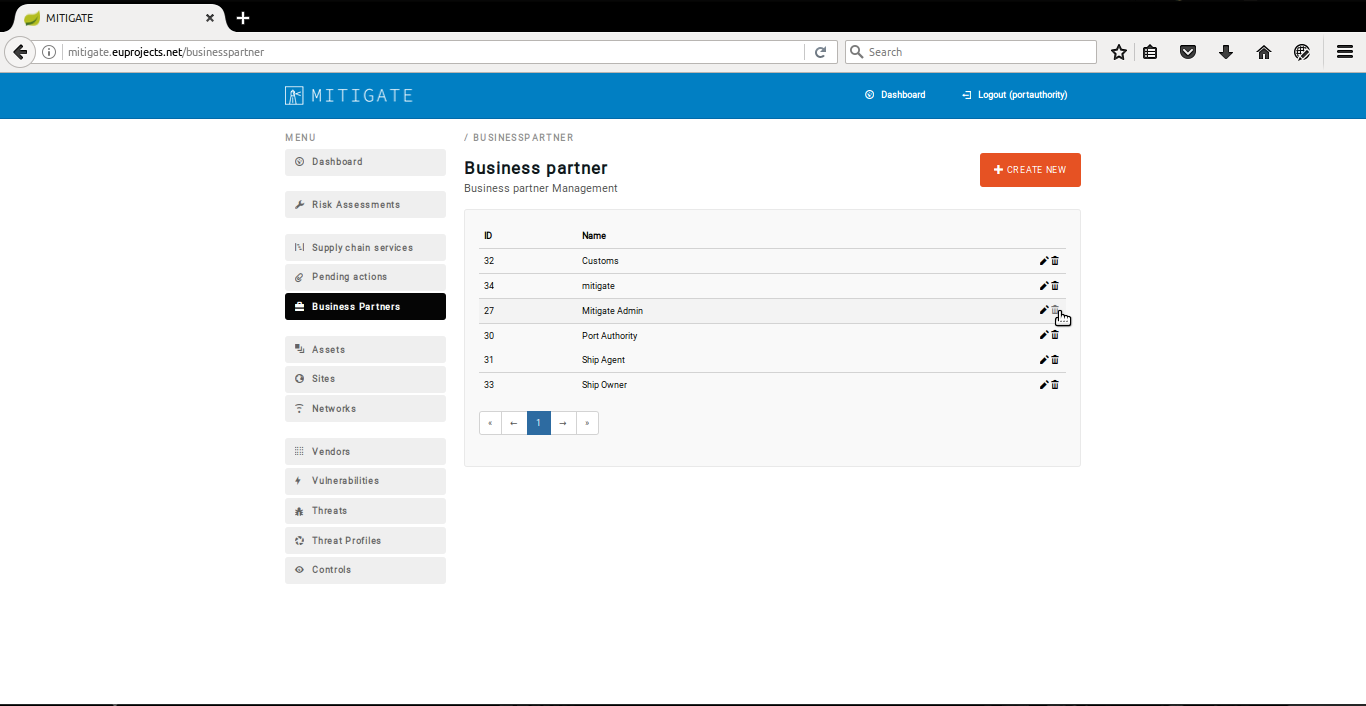 MITIGATE
mitigate.euprojects.net/businesspartner
Search
MITIGATE
Dashboard
Logout (portauthority)
MENU
Dashboard
Risk Assessments
Supply chain services
Pending actions
Business Partners
Assets
Sites
Networks
Vendors
Vulnerabilities
Threats
Threat Profiles
Controls
/ BUSINESSPARTNER
Business partner
Business partner Management
CREATE NEW
ID Name
32 Customs
34 mitigate
27 Mitigate Admin
30 Port Authority
31 Ship Agent
33 Ship Owner
« ← 1 → »